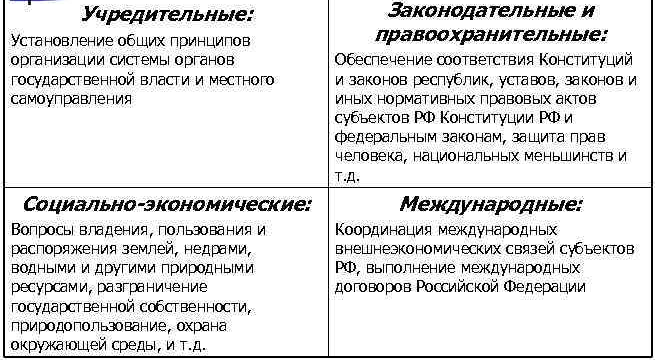 Учредительные:
Установление общих принципов
организации системы органов
государственной власти и местного
самоуправления
Законодательные и
правоохранительные:
Обеспечение соответствия Конституций
и законов республик, уставов, законов и
иных нормативных правовых актов
субъектов РФ Конституции РФ и
федеральным законам, защита прав
человека, национальных меньшинств и
т.д.
Социально-экономические:
Вопросы владения, пользования и
распоряжения землей, недрами,
водными и другими природными
ресурсами, разграничение
государственной собственности,
природопользование, охрана
окружающей среды, и т.д.
Международные:
Координация международных
внешнеэкономических связей субъектов
РФ, выполнение международных
договоров Российской Федерации